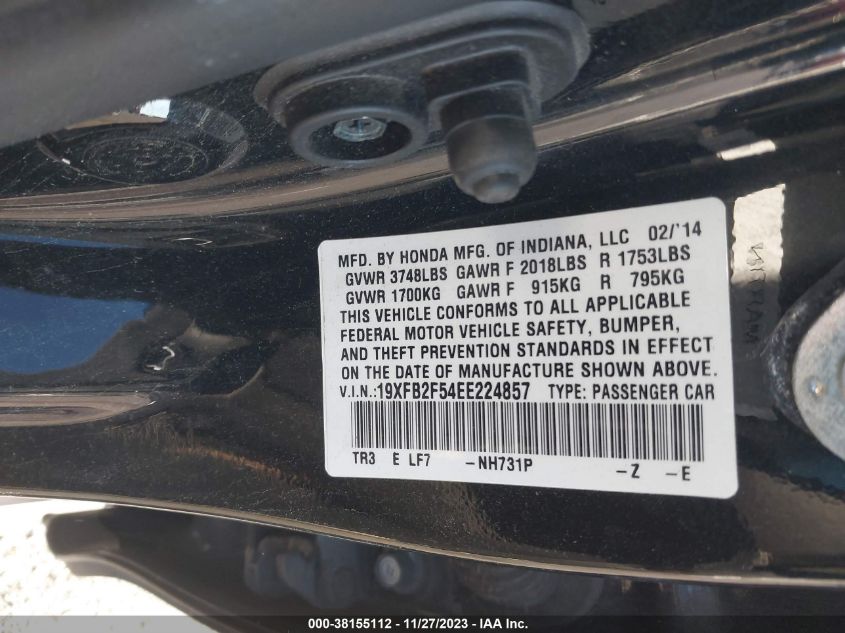 MFD. BY HONDA MFG. OF INDIANA, LLC 02/'14
GVWR 3748LBS GAWR F 2018LBS R 1753LBS
GVWR 1700KG GAWR F 915KG R 795KG
THIS VEHICLE CONFORMS TO ALL APPLICABLE
FEDERAL MOTOR VEHICLE SAFETY, BUMPER,
AND THEFT PREVENTION STANDARDS IN EFFECT
ON THE DATE OF MANUFACTURE SHOWN ABOVE.
V.I.N.: 19XFB2F54EE224857 TYPE: PASSENGER CAR
TR3 E LF7 -NH731P -Z -E
000-38155112 - 11/27/2023 - IAA Inc.